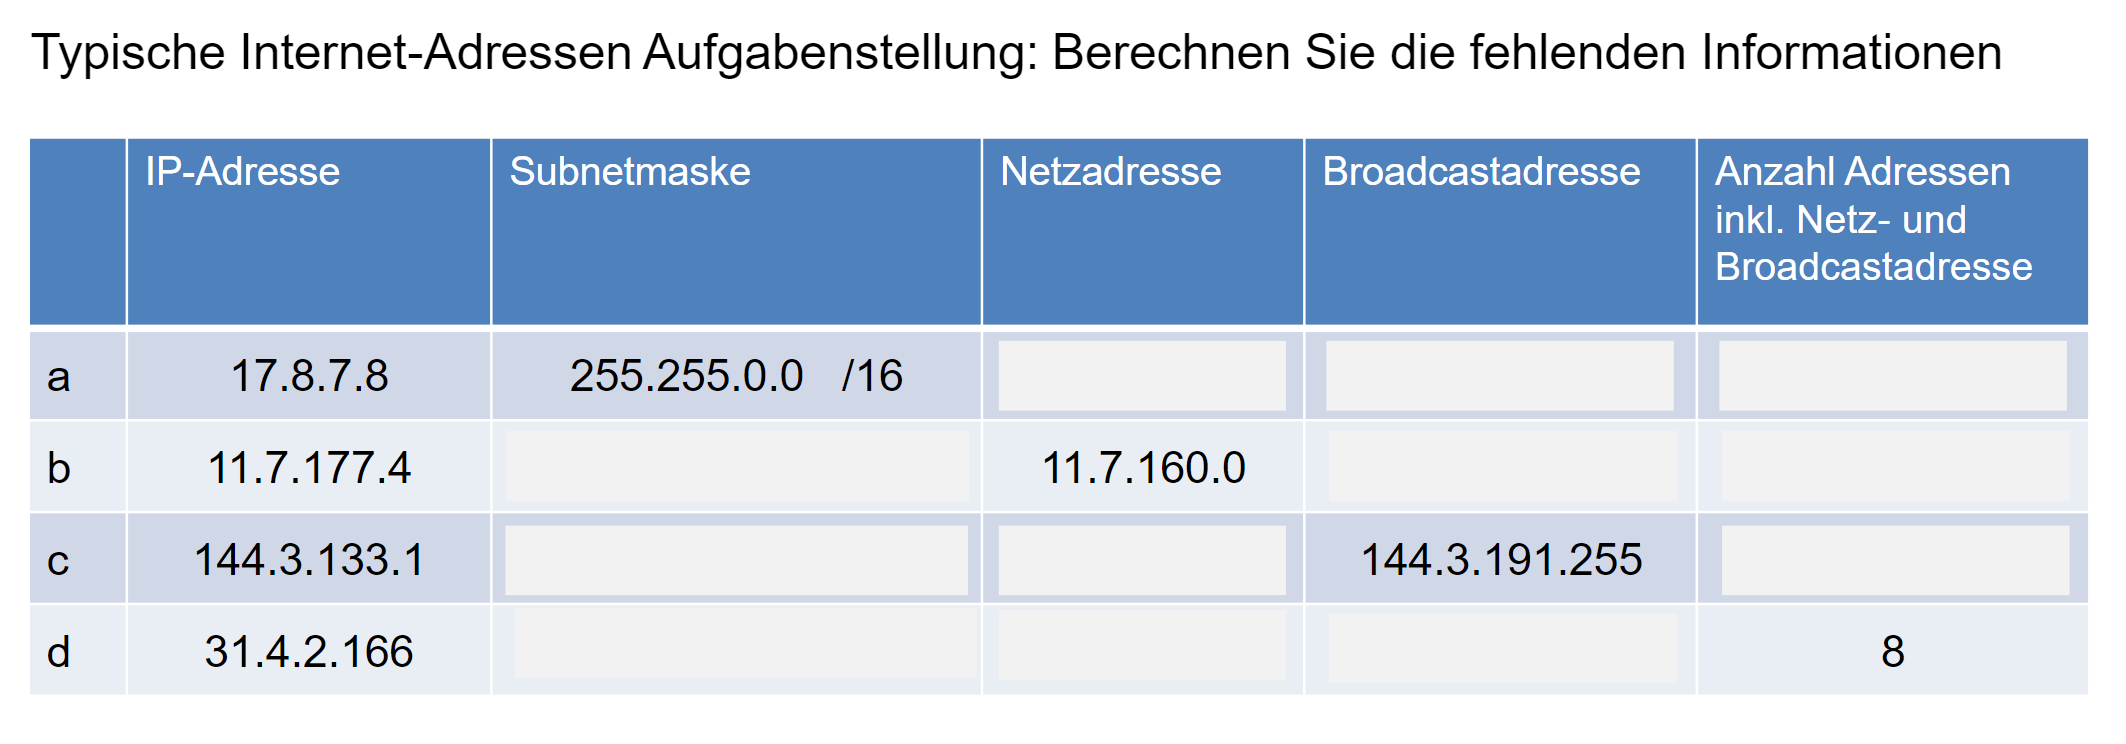 Typische Internet-Adressen Aufgabenstellung: Berechnen Sie die fehlenden Informationen
IP-Adresse Subnetmaske Netzadresse Broadcastadresse Anzahl Adressen
inkl. Netz- und
Broadcastadresse
a 17.8.7.8 255.255.0.0 /16
b 11.7.177.4 11.7.160.0
c 144.3.133.1 144.3.191.255
d 31.4.2.166 8